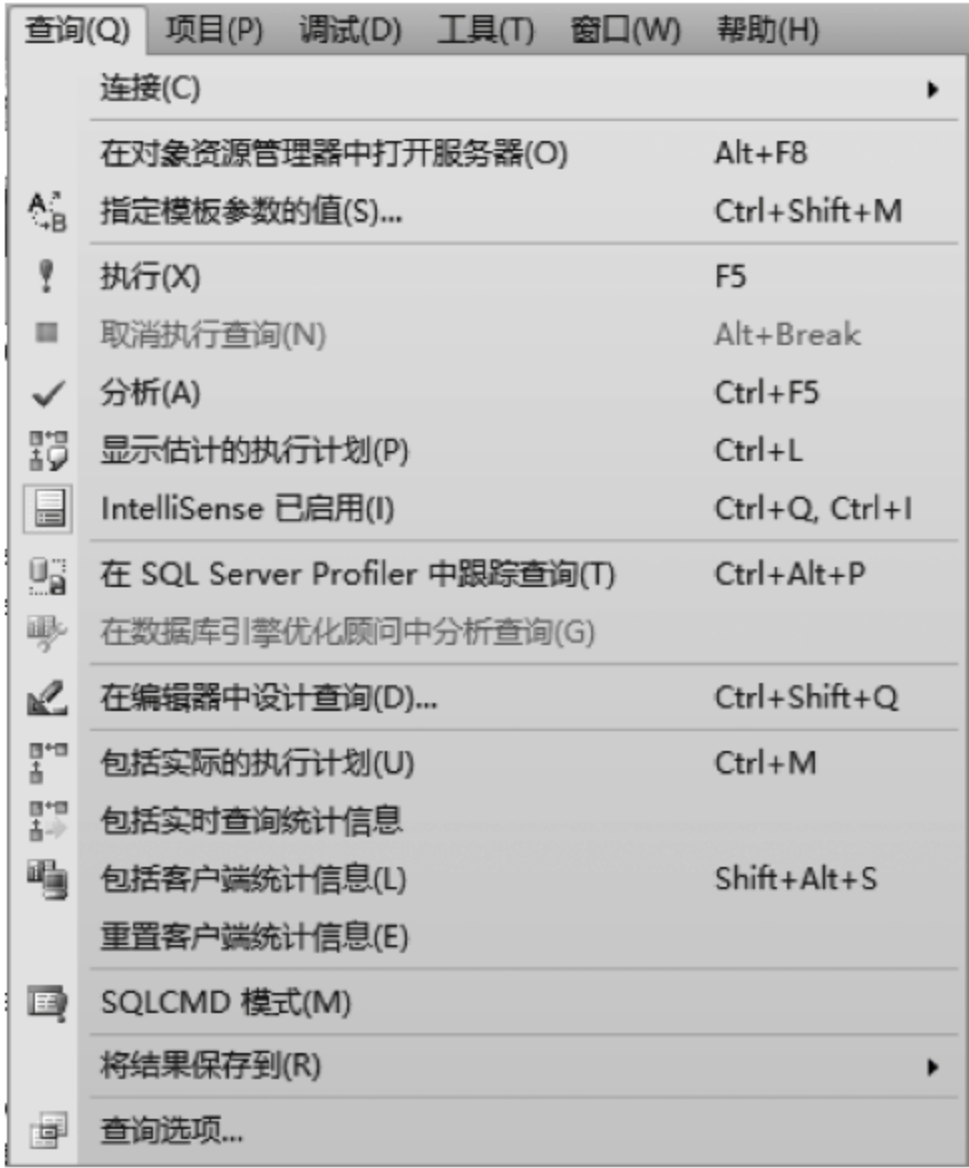 查询(Q) 项目(P) 调试(D) 工具(T) 窗口(W) 帮助(H)
连接(C)
在对象资源管理器中打开服务器(O) Alt+F8
指定模板参数的值(S)... Ctrl+Shift+M
执行(X) F5
取消执行查询(N) Alt+Break
分析(A) Ctrl+F5
显示估计的执行计划(P) Ctrl+L
IntelliSense 已启用(I) Ctrl+Q, Ctrl+I
在 SQL Server Profiler 中跟踪查询(T) Ctrl+Alt+P
在数据库引擎优化顾问中分析查询(G)
在编辑器中设计查询(D)... Ctrl+Shift+Q
包括实际的执行计划(U) Ctrl+M
包括实时查询统计信息
包括客户端统计信息(L) Shift+Alt+S
重置客户端统计信息(E)
SQLCMD 模式(M)
将结果保存到(R)
查询选项...